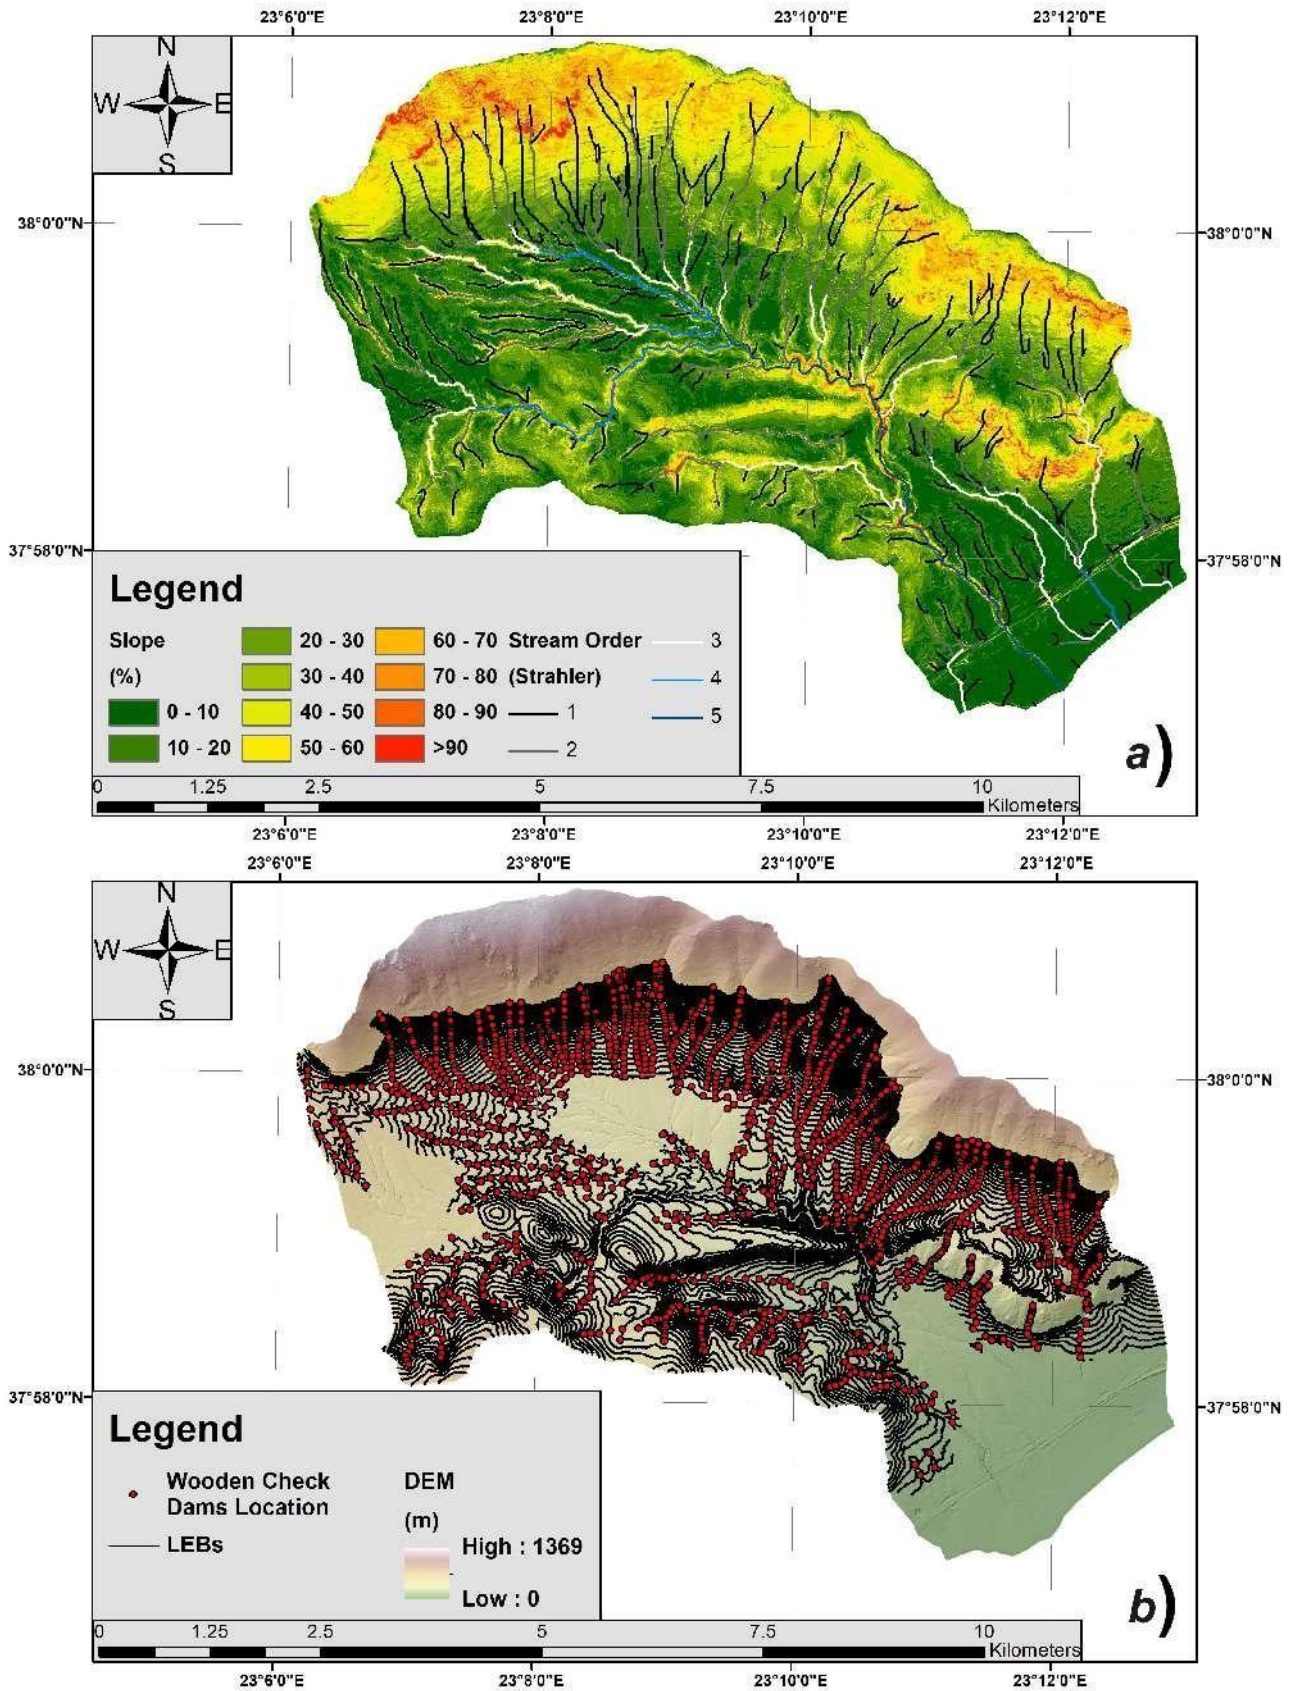 23°6'0"E 23°8'0"E 23°10'0"E 23°12'0"E
N
W E
S
38°0'0"N 38°0'0"N
37°58'0"N 37°58'0"N
Legend
Slope 20 - 30 60 - 70 Stream Order 3
(%) 30 - 40 70 - 80 (Strahler) 4
0 - 10 40 - 50 80 - 90 1 5
10 - 20 50 - 60 >90 2
a)
0 1.25 2.5 5 7.5 10
Kilometers
23°6'0"E 23°8'0"E 23°10'0"E 23°12'0"E
23°6'0"E 23°8'0"E 23°10'0"E 23°12'0"E
N
W E
S
38°0'0"N 38°0'0"N
37°58'0"N 37°58'0"N
Legend
Wooden Check DEM
Dams Location (m)
LEBs High : 1369
Low : 0
b)
0 1.25 2.5 5 7.5 10
Kilometers
23°6'0"E 23°8'0"E 23°10'0"E 23°12'0"E